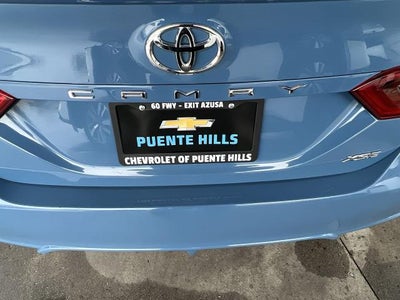 CAMRY
60 FWY - EXIT AZUSA
PUENTE HILLS
CHEVROLET OF PUENTE HILLS
XSE